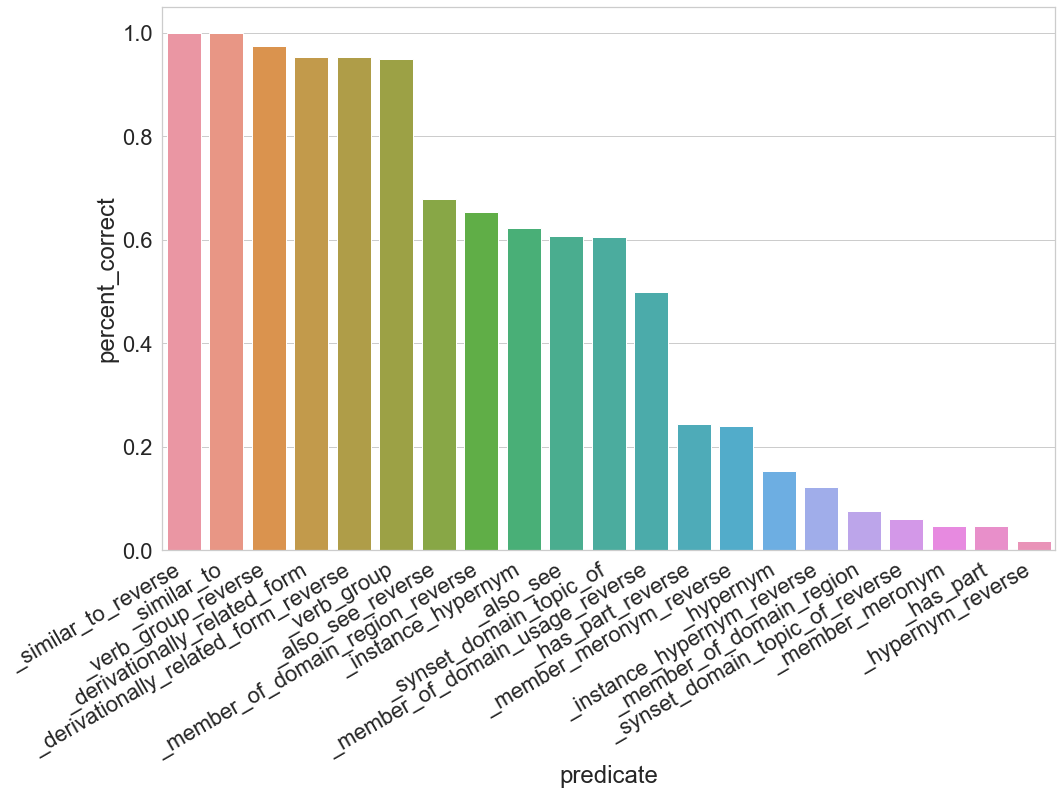 1.0
0.8
0.6
0.4
0.2
0.0
percent_correct
_similar_to_reverse
_similar_to
_verb_group_reverse
_derivationally_related_form
_derivationally_related_form_reverse
_verb_group
_also_see_reverse
_member_of_domain_region_reverse
_instance_hypernym
_also_see
_synset_domain_topic_of
_member_of_domain_usage_reverse
_has_part_reverse
_member_meronym_reverse
_hypernym
_instance_hypernym_reverse
_member_of_domain_region
_synset_domain_topic_of_reverse
_member_meronym
_has_part
_hypernym_reverse
predicate